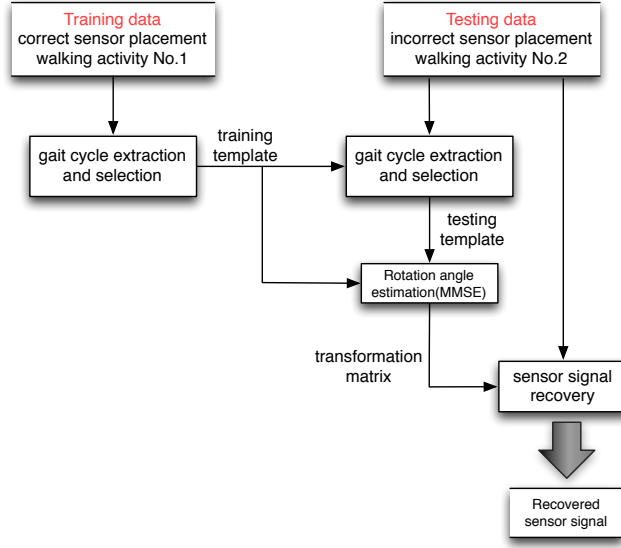 Training data
correct sensor placement
walking activity No.1
Testing data
incorrect sensor placement
walking activity No.2
gait cycle extraction
and selection
training
template
gait cycle extraction
and selection
testing
template
Rotation angle
estimation(MMSE)
transformation
matrix
sensor signal
recovery
Recovered
sensor signal